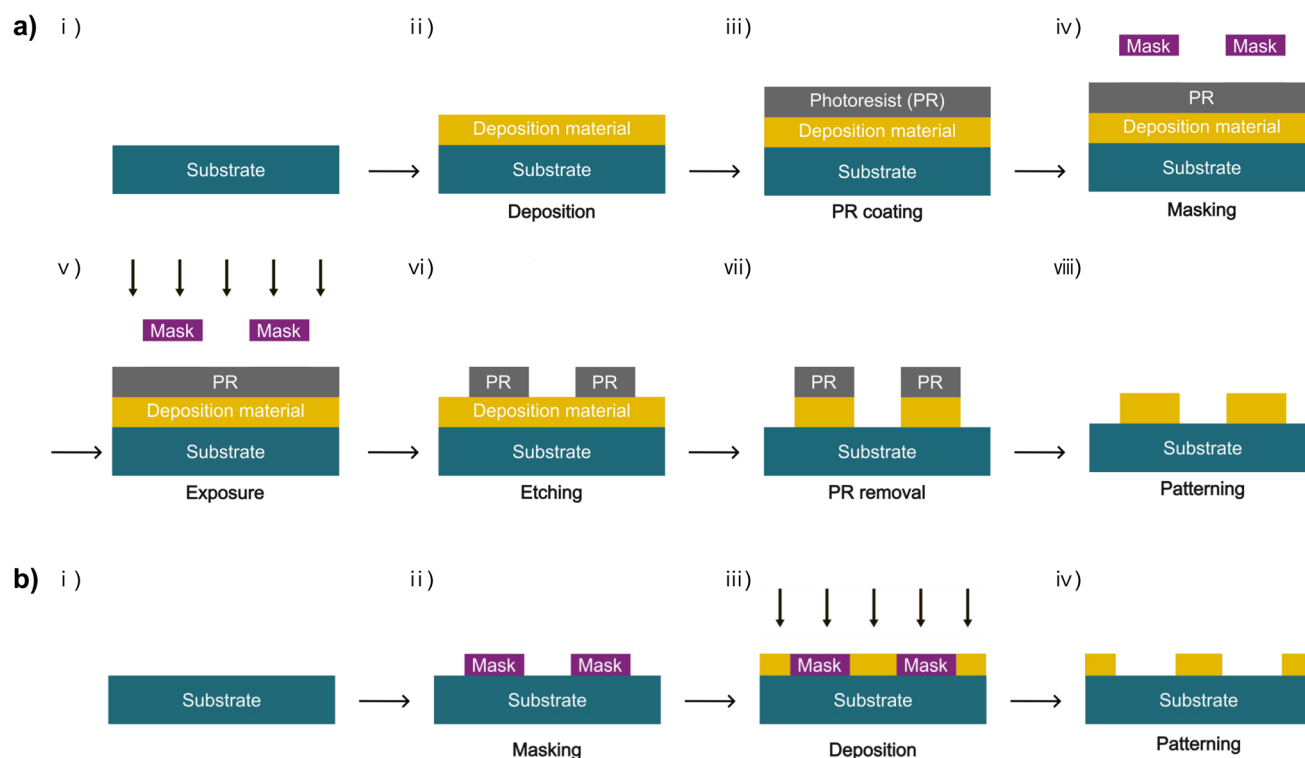 a)
i)
ii)
iii)
iv)
Mask
Mask
Photoresist (PR)
PR
Deposition material
Deposition material
Deposition material
Substrate
Substrate
Substrate
Substrate
Deposition
PR coating
Masking
v)
vi)
vii)
viii)
Mask
Mask
PR
PR
PR
PR
PR
Deposition material
Deposition material
Substrate
Substrate
Substrate
Substrate
Exposure
Etching
PR removal
Patterning
b)
i)
ii)
iii)
iv)
Mask
Mask
Mask
Mask
Substrate
Substrate
Substrate
Substrate
Masking
Deposition
Patterning